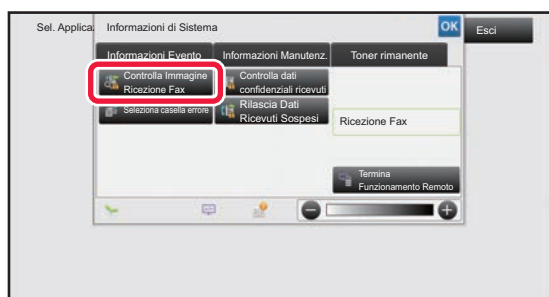 Sel. Applica
Informazioni di Sistema
OK
Esci
Informazioni Evento
Informazioni Manutenz.
Toner rimanente
Controlla Immagine
Ricezione Fax
Controlla dati
confidenziali ricevuti
Seleziona casella errore
Rilascia Dati
Ricevuti Sospesi
Ricezione Fax
Termina
Funzionamento Remoto